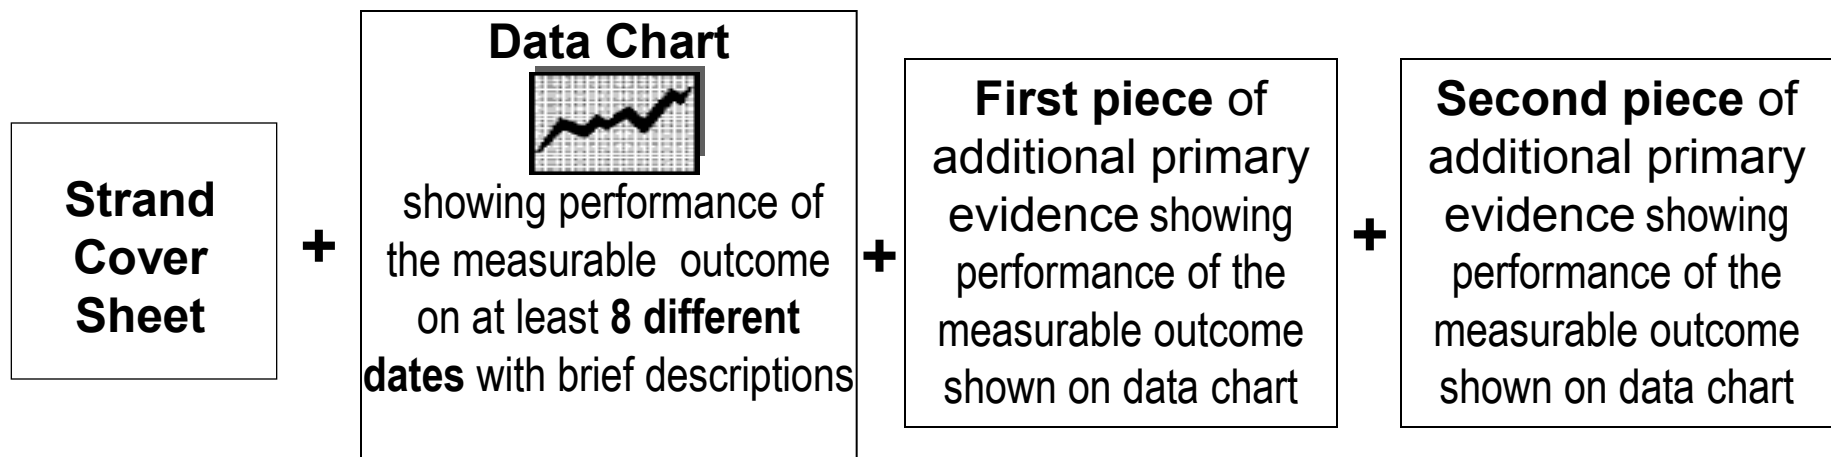 Strand
Cover
Sheet
+
Data Chart
showing performance of
the measurable outcome
on at least 8 different
dates with brief descriptions
+
First piece of
additional primary
evidence showing
performance of the
measurable outcome
shown on data chart
+
Second piece of
additional primary
evidence showing
performance of the
measurable outcome
shown on data chart